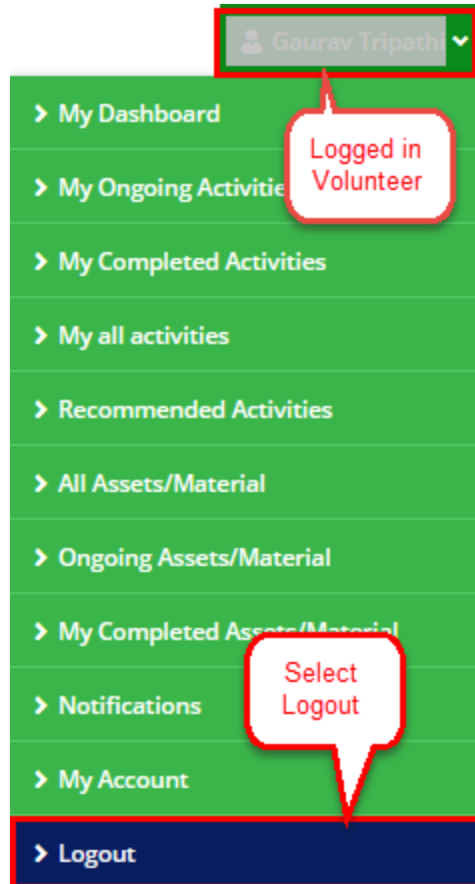 Gaurav Tripathi
My Dashboard
Logged in
Volunteer
My Ongoing Activitie
My Completed Activities
My all activities
Recommended Activities
All Assets/Material
Ongoing Assets/Material
My Completed Assets/Material
Select
Logout
Notifications
My Account
Logout